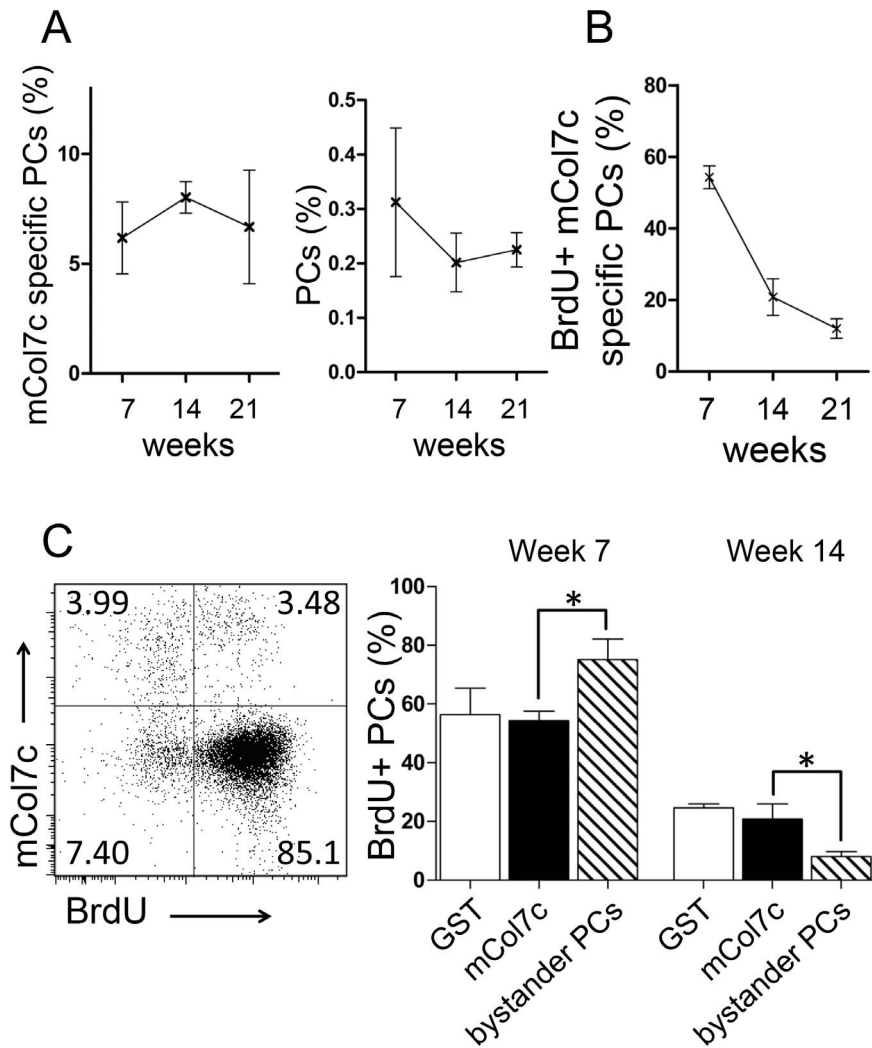 A
mCol7c specific PCs (%)
10
5
0
7 14 21
weeks
PCs (%)
0.5
0.4
0.3
0.2
0.1
0.0
7 14 21
weeks
B
BrdU+ mCol7c
specific PCs (%)
80
60
40
20
0
7 14 21
weeks
C
3.99 3.48
7.40 85.1
mCol7c
BrdU
Week 7 Week 14
BrdU+ PCs (%)
100
80
60
40
20
0
* *
GST
mCol7c
bystander PCs
GST
mCol7c
bystander PCs